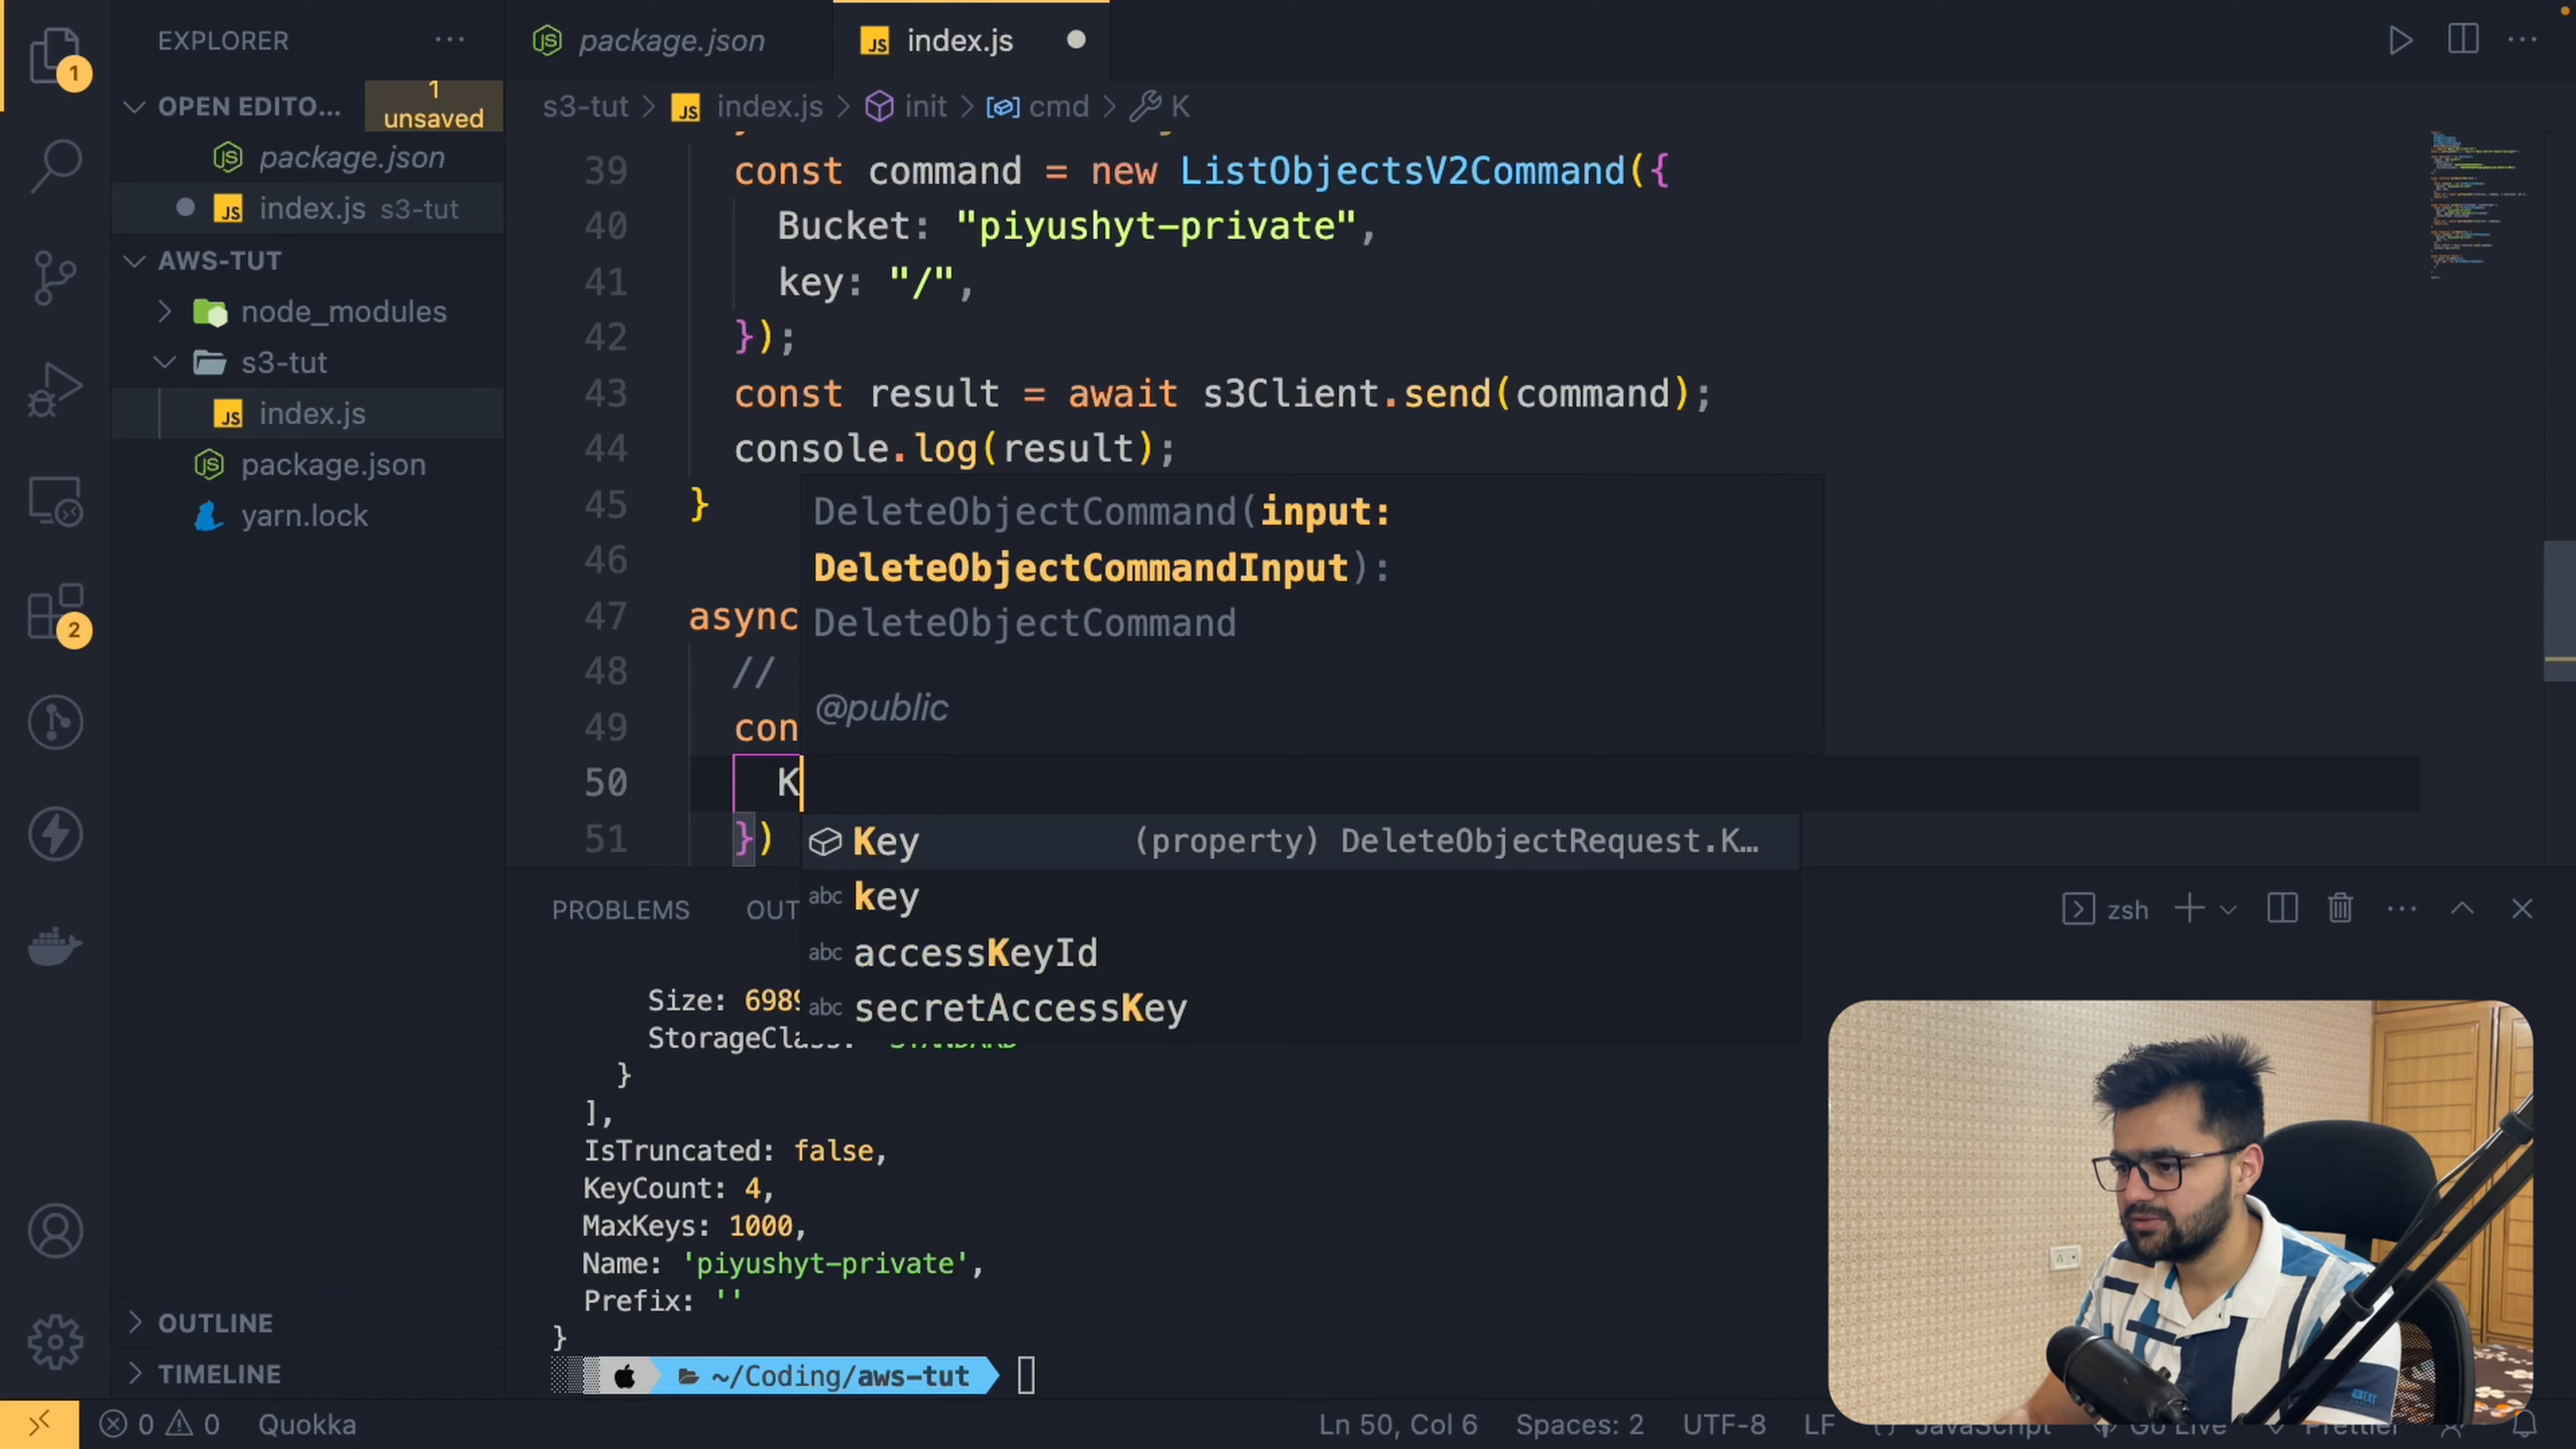 EXPLORER
package.json
index.js
1
OPEN EDITO...
1 unsaved
package.json
index.js s3-tut
AWS-TUT
node_modules
s3-tut
index.js
package.json
yarn.lock
2
OUTLINE
TIMELINE
s3-tut > index.js > init > cmd > K
39 const command = new ListObjectsV2Command({
40 Bucket: "piyushyt-private",
41 key: "/",
42 });
43 const result = await s3Client.send(command);
44 console.log(result);
45 }
46
47 async
48 //
49 con
50 K
51 })
DeleteObjectCommand(input:
DeleteObjectCommandInput):
DeleteObjectCommand
@public
Key (property) DeleteObjectRequest.K…
abc key
abc accessKeyId
abc secretAccessKey
PROBLEMS OUT
zsh
Size: 6989
IsTruncated: false,
KeyCount: 4,
MaxKeys: 1000,
Name: 'piyushyt-private',
Prefix: ''
}
~/Coding/aws-tut
0 0 Quokka
Ln 50, Col 6 Spaces: 2 UTF-8 LF